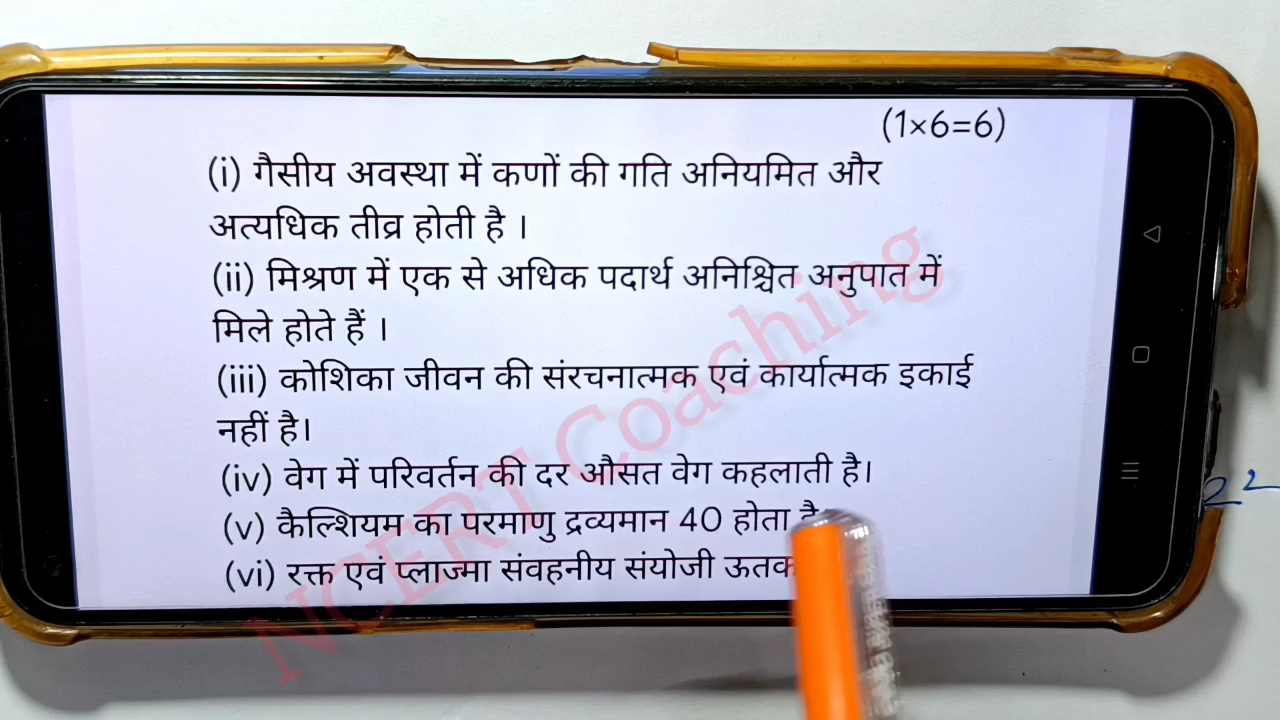 (1×6=6)
(i) गैसीय अवस्था में कणों की गति अनियमित और
अत्यधिक तीव्र होती है ।
(ii) मिश्रण में एक से अधिक पदार्थ अनिश्चित अनुपात में
मिले होते हैं ।
(iii) कोशिका जीवन की संरचनात्मक एवं कार्यात्मक इकाई
नहीं है।
(iv) वेग में परिवर्तन की दर औसत वेग कहलाती है।
(v) कैल्शियम का परमाणु द्रव्यमान 40 होता है
(vi) रक्त एवं प्लाज्मा संवहनीय संयोजी ऊतक
NCERT Coaching
2 2